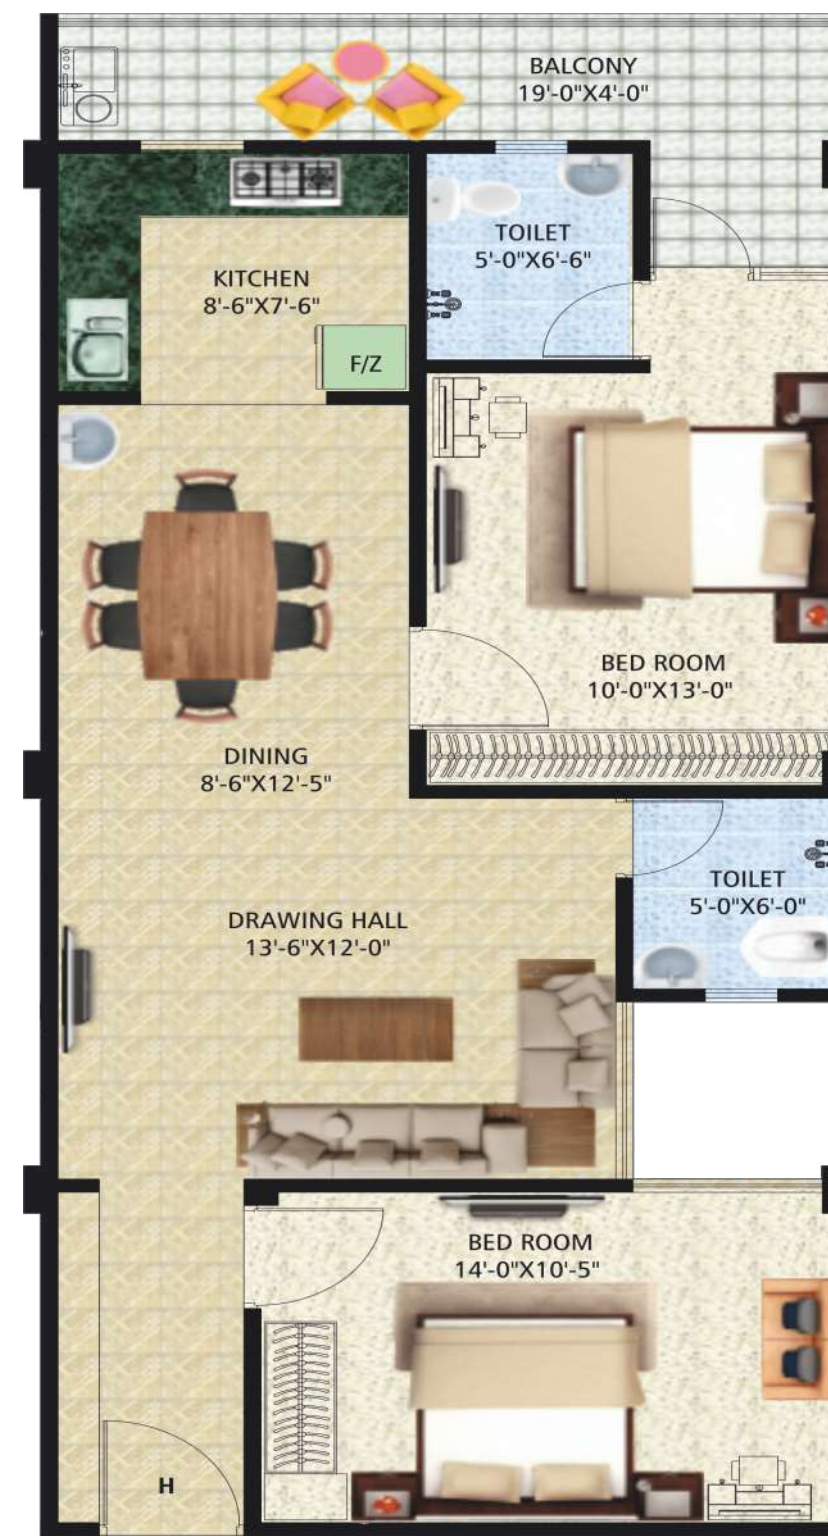 BALCONY
19'-0"X4'-0"
TOILET
5'-0"X6'-6"
KITCHEN
8'-6"X7'-6"
F/Z
BED ROOM
10'-0"X13'-0"
DINING
8'-6"X12'-5"
TOILET
5'-0"X6'-0"
DRAWING HALL
13'-6"X12'-0"
BED ROOM
14'-0"X10'-5"
H